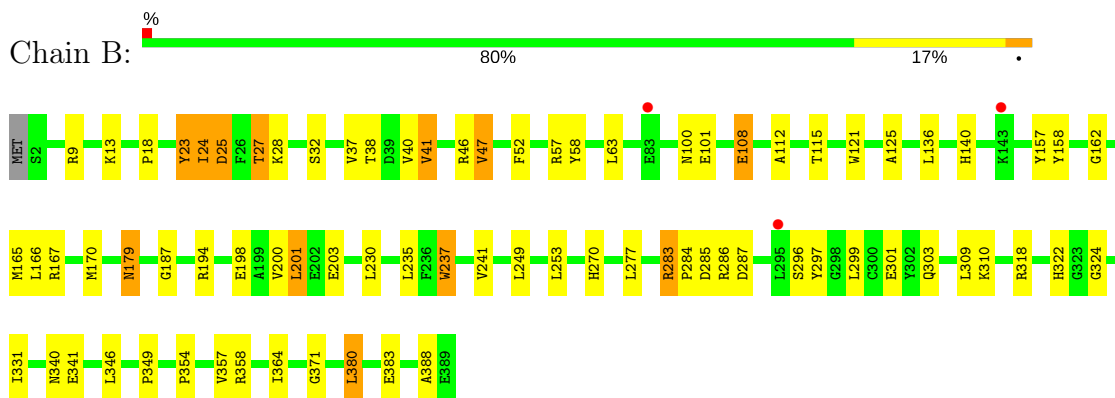 %
Chain B:
80% 17% •
MET S2 R9 K13 P18 Y23 I24 D25 F26 T27 K28 S32 V37 T38 D39 V40 V41 R46 V47 F52 R57 Y58 L63 E83 N100 E101 E108 A112 T115 W121 A125 L136 H140 K143 Y157 Y158 G162
M165 L166 R167 M170 N179 G187 R194 E198 A199 V200 L201 E202 E203 L230 L235 F236 W237 V241 L249 L253 H270 L277 R283 P284 D285 R286 D287 L295 S296 Y297 G298 L299 C300 E301 Y302 Q303 L309 K310 R318 H322 G323 G324
I331 N340 E341 L346 P349 P354 V357 R358 I364 G371 L380 E383 A388 E389